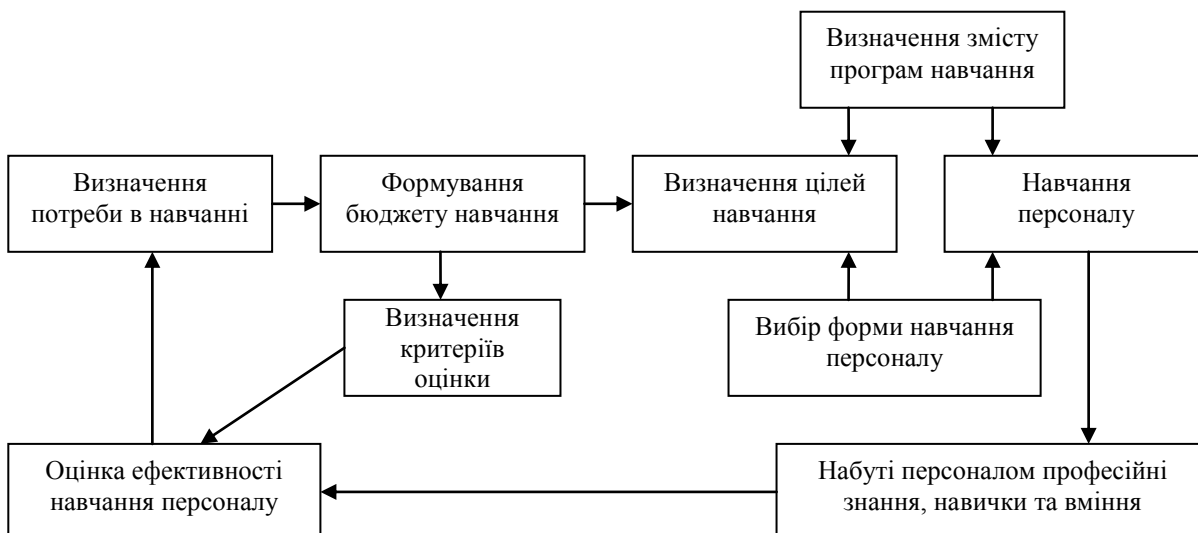 Визначення змісту
програм навчання
Визначення
потреби в навчанні
Формування
бюджету навчання
Визначення цілей
навчання
Навчання
персоналу
Визначення
критеріїв
оцінки
Вибір форми навчання
персоналу
Оцінка ефективності
навчання персоналу
Набуті персоналом професійні
знання, навички та вміння